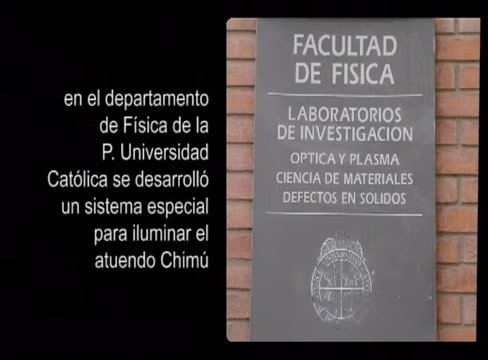 en el departamento
de Física de la
P. Universidad
Católica se desarrolló
un sistema especial
para iluminar el
atuendo Chimú
FACULTAD
DE FISICA
LABORATORIOS
DE INVESTIGACION
OPTICA Y PLASMA
CIENCIA DE MATERIALES
DEFECTOS EN SOLIDOS